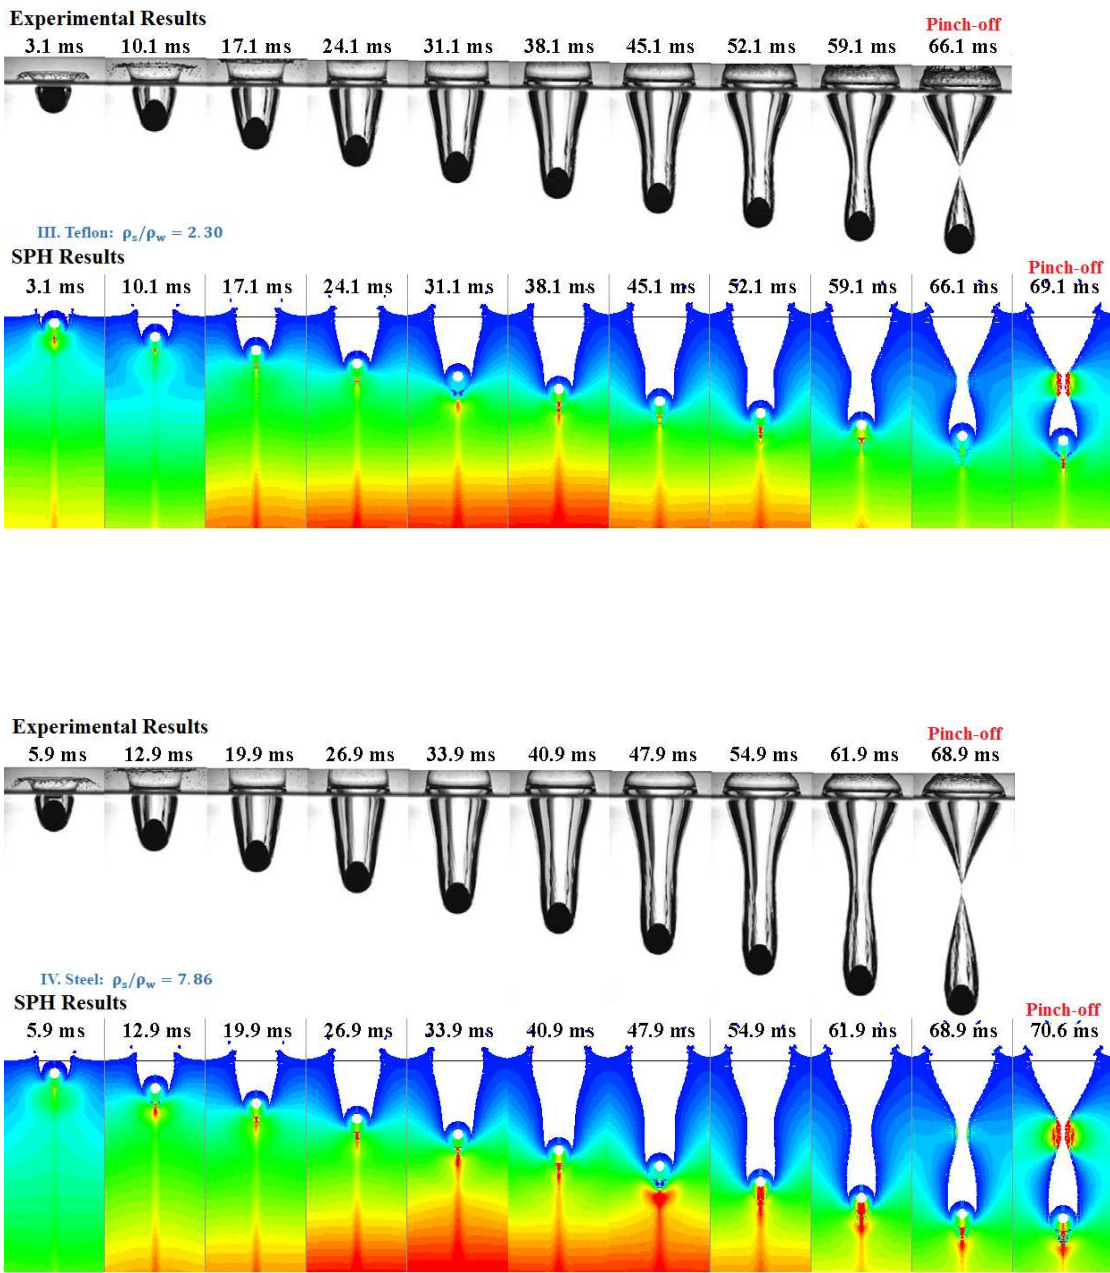 Experimental Results
Pinch-off
3.1 ms 10.1 ms 17.1 ms 24.1 ms 31.1 ms 38.1 ms 45.1 ms 52.1 ms 59.1 ms 66.1 ms
III. Teflon: ρs/ρw = 2.30
SPH Results
Pinch-off
3.1 ms 10.1 ms 17.1 ms 24.1 ms 31.1 ms 38.1 ms 45.1 ms 52.1 ms 59.1 ms 66.1 ms 69.1 ms
Experimental Results
Pinch-off
5.9 ms 12.9 ms 19.9 ms 26.9 ms 33.9 ms 40.9 ms 47.9 ms 54.9 ms 61.9 ms 68.9 ms
IV. Steel: ρs/ρw = 7.86
SPH Results
Pinch-off
5.9 ms 12.9 ms 19.9 ms 26.9 ms 33.9 ms 40.9 ms 47.9 ms 54.9 ms 61.9 ms 68.9 ms 70.6 ms